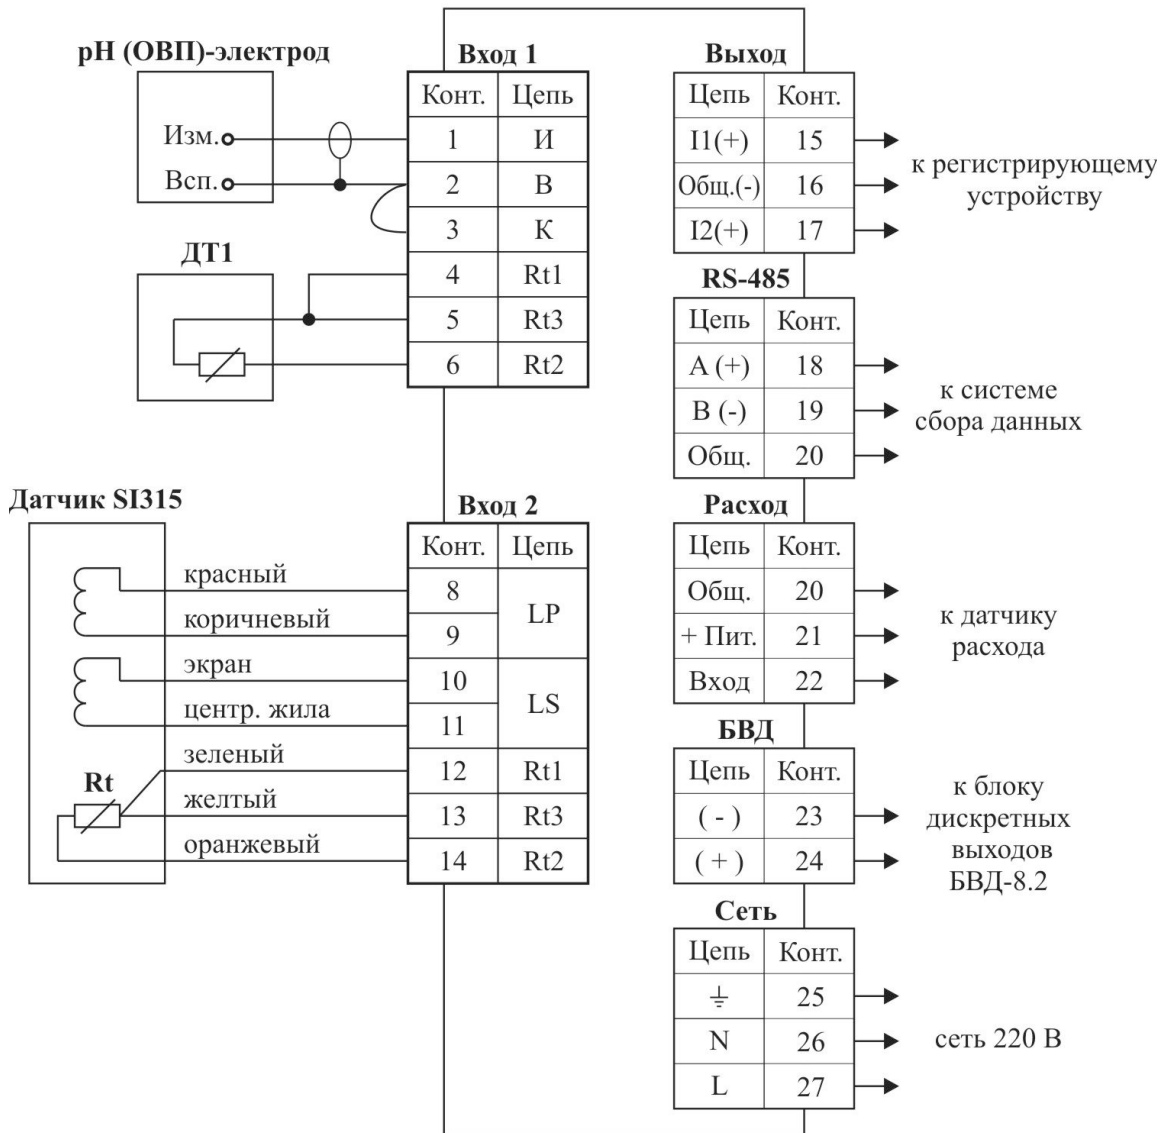 рН (ОВП)-электрод
Изм.
Всп.
ДТ1
Вход 1
Конт. Цепь
1 И
2 В
3 К
4 Rt1
5 Rt3
6 Rt2
Датчик SI315
красный
коричневый
экран
центр. жила
зеленый
желтый
оранжевый
Rt
Вход 2
Конт. Цепь
8
LP
9
10
LS
11
12 Rt1
13 Rt3
14 Rt2
Выход
Цепь Конт.
I1(+) 15
Общ.(-) 16
I2(+) 17
к регистрирующему
устройству
RS-485
Цепь Конт.
A (+) 18
B (-) 19
Общ. 20
к системе
сбора данных
Расход
Цепь Конт.
Общ. 20
+ Пит. 21
Вход 22
к датчику
расхода
БВД
Цепь Конт.
( - ) 23
( + ) 24
к блоку
дискретных
выходов
БВД-8.2
Сеть
Цепь Конт.
⏚ 25
N 26
L 27
сеть 220 В